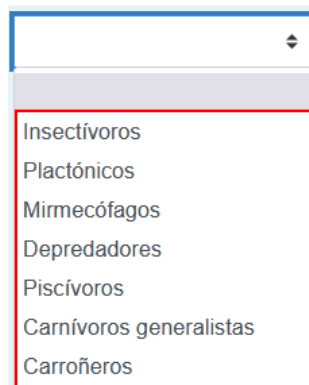 Insectívoros
Plactónicos
Mirmecófagos
Depredadores
Piscívoros
Carnívoros generalistas
Carroñeros